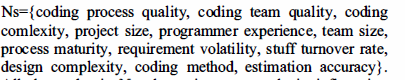 Ns={coding process quality, coding team quality, coding
comlexity, project size, programmer experience, team size,
process maturity, requirement volatility, stuff turnover rate,
design complexity, coding method, estimation accuracy}.